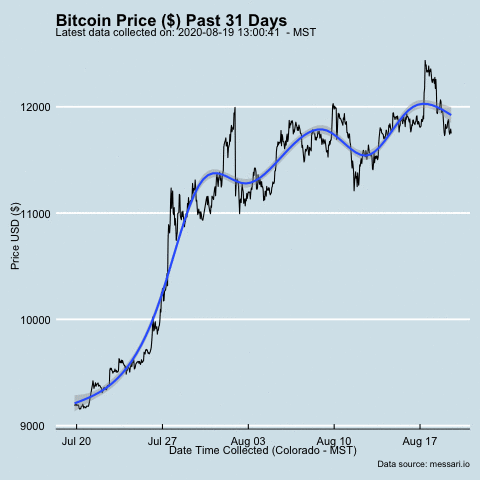 Bitcoin Price ($) Past 31 Days
Latest data collected on: 2020-08-19 13:00:41 - MST
12000
11000
10000
9000
Price USD ($)
Jul 20 Jul 27 Aug 03 Aug 10 Aug 17
Date Time Collected (Colorado - MST)
Data source: messari.io